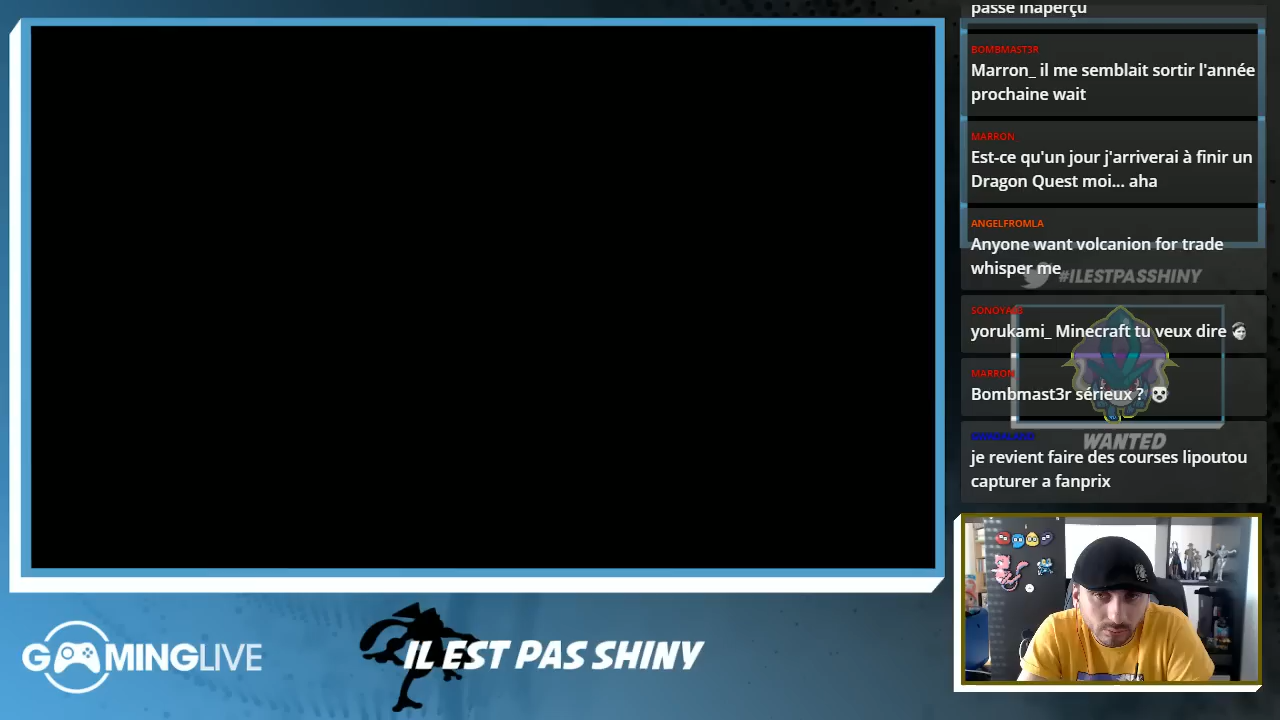 passe inaperçu
BOMBMAST3R
Marron_ il me semblait sortir l'année
prochaine wait
MARRON_
Est-ce qu'un jour j'arriverai à finir un
Dragon Quest moi... aha
ANGELFROMLA
Anyone want volcanion for trade
whisper me
#ILESTPASSHINY
yorukami_ Minecraft tu veux dire
MARRON_
Bombmast3r sérieux ?
WANTED
je revient faire des courses lipoutou
capturer a fanprix
GAMINGLIVE
IL EST PAS SHINY